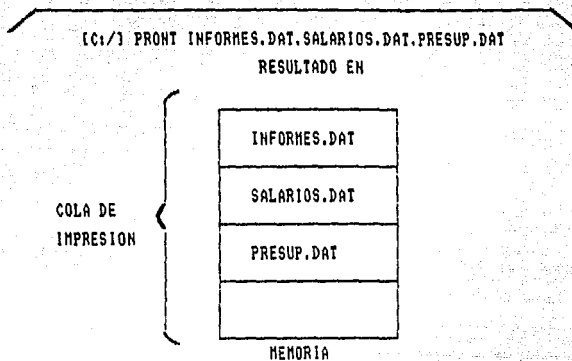 [C:/] PRONT INFORMES.DAT.SALARIOS.DAT.PRESUP.DAT
RESULTADO EN
INFORMES.DAT
SALARIOS.DAT
COLA DE
IMPRESION
PRESUP.DAT
MEMORIA